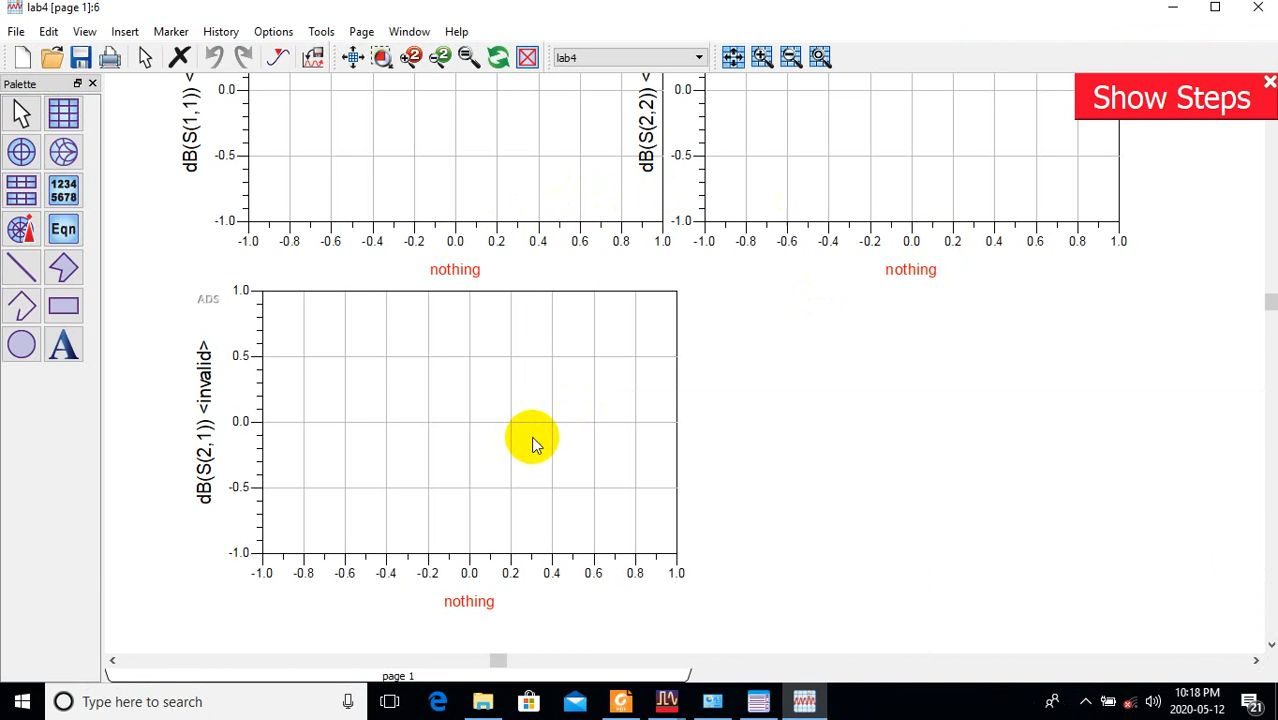 lab4 [page 1]:6
File Edit View Insert Marker History Options Tools Page Window Help
lab4
Palette
Show Steps
1234
5678
Eqn
A
dB(S(1,1)) <
0.0
-0.5
-1.0
-1.0 -0.8 -0.6 -0.4 -0.2 0.0 0.2 0.4 0.6 0.8 1.0
nothing
dB(S(2,2)) <
0.0
-0.5
-1.0
-1.0 -0.8 -0.6 -0.4 -0.2 0.0 0.2 0.4 0.6 0.8 1.0
nothing
ADS
dB(S(2,1)) <invalid>
1.0
0.5
0.0
-0.5
-1.0
-1.0 -0.8 -0.6 -0.4 -0.2 0.0 0.2 0.4 0.6 0.8 1.0
nothing
page 1
Type here to search
10:18 PM
2020-05-12
21